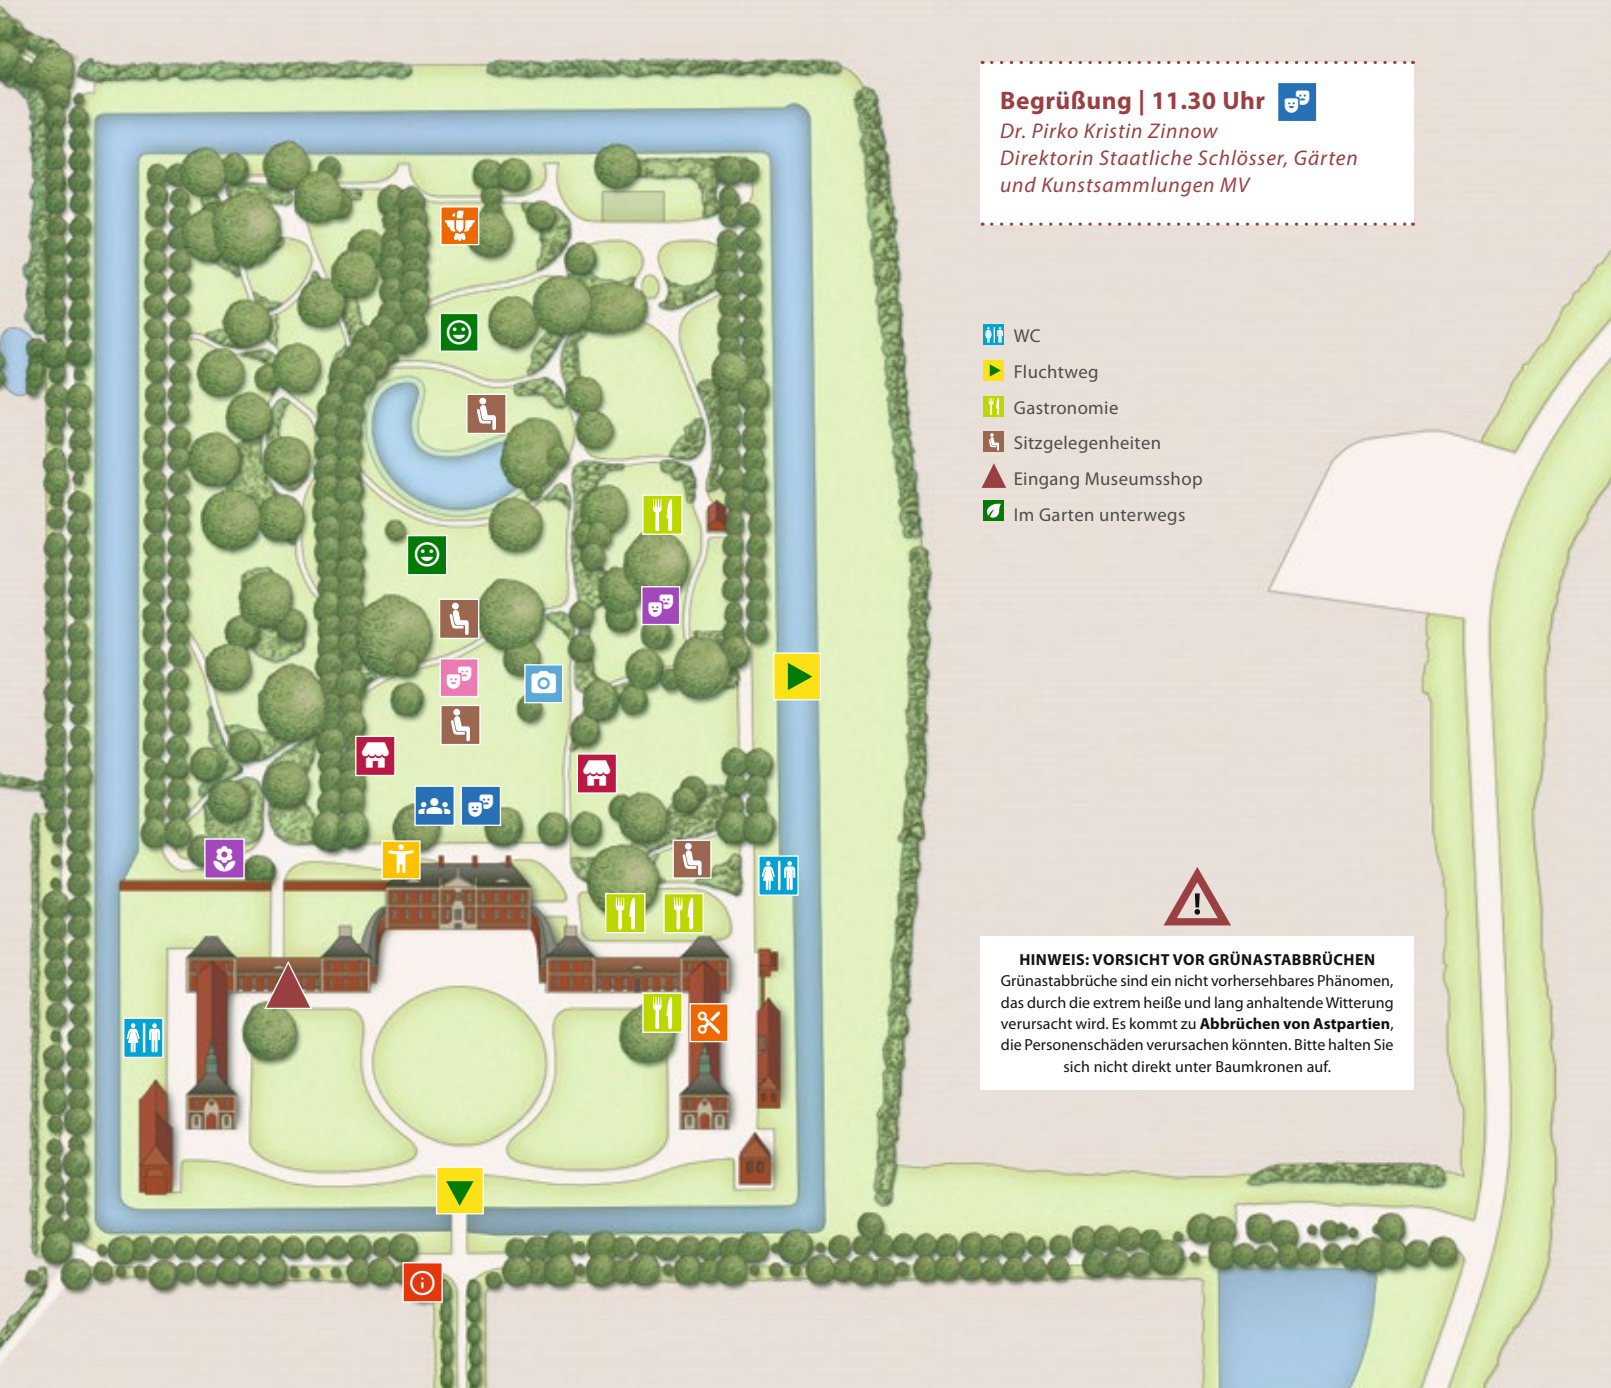 Begrüßung | 11.30 Uhr
Dr. Pirko Kristin Zinnow
Direktorin Staatliche Schlösser, Gärten
und Kunstsammlungen MV
WC
Fluchtweg
Gastronomie
Sitzgelegenheiten
Eingang Museumsshop
Im Garten unterwegs
!
HINWEIS: VORSICHT VOR GRÜNASTABBRÜCHEN
Grünastabbrüche sind ein nicht vorhersehbares Phänomen,
das durch die extrem heiße und lang anhaltende Witterung
verursacht wird. Es kommt zu Abbrüchen von Astpartien,
die Personenschäden verursachen könnten. Bitte halten Sie
sich nicht direkt unter Baumkronen auf.